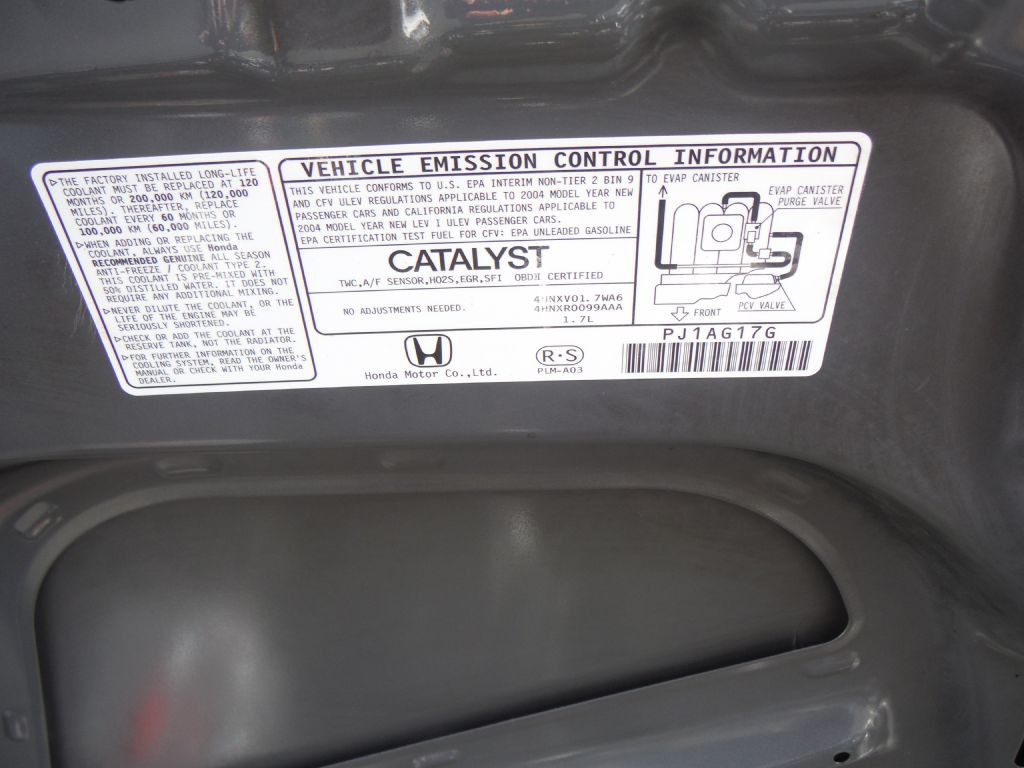 ▷THE FACTORY INSTALLED LONG-LIFE
COOLANT MUST BE REPLACED AT 120
MONTHS OR 200,000 KM (120,000
MILES). THEREAFTER, REPLACE
COOLANT EVERY 60 MONTHS OR
100,000 KM (60,000 MILES).
▷WHEN ADDING OR REPLACING THE
COOLANT, ALWAYS USE Honda
RECOMMENDED GENUINE ALL SEASON
ANTI-FREEZE / COOLANT TYPE 2.
THIS COOLANT IS PRE-MIXED WITH
50% DISTILLED WATER. IT DOES NOT
REQUIRE ANY ADDITIONAL MIXING.
▷NEVER DILUTE THE COOLANT, OR THE
LIFE OF THE ENGINE MAY BE
SERIOUSLY SHORTENED.
▷CHECK OR ADD THE COOLANT AT THE
RESERVE TANK, NOT THE RADIATOR.
▷FOR FURTHER INFORMATION ON THE
COOLING SYSTEM, READ THE OWNER'S
MANUAL OR CHECK WITH YOUR Honda
DEALER.
VEHICLE EMISSION CONTROL INFORMATION
THIS VEHICLE CONFORMS TO U.S. EPA INTERIM NON-TIER 2 BIN 9
AND CFV ULEV REGULATIONS APPLICABLE TO 2004 MODEL YEAR NEW
PASSENGER CARS AND CALIFORNIA REGULATIONS APPLICABLE TO
2004 MODEL YEAR NEW LEV I ULEV PASSENGER CARS.
EPA CERTIFICATION TEST FUEL FOR CFV: EPA UNLEADED GASOLINE
CATALYST
TWC,A/F SENSOR,HO2S,EGR,SFI OBDⅡ CERTIFIED
NO ADJUSTMENTS NEEDED.
4HNXV01.7WA6
4HNXR0099AAA
1.7L
TO EVAP CANISTER
EVAP CANISTER
PURGE VALVE
PCV VALVE
FRONT
Honda Motor Co.,Ltd.
R·S
PLM-A03
PJ1AG17G